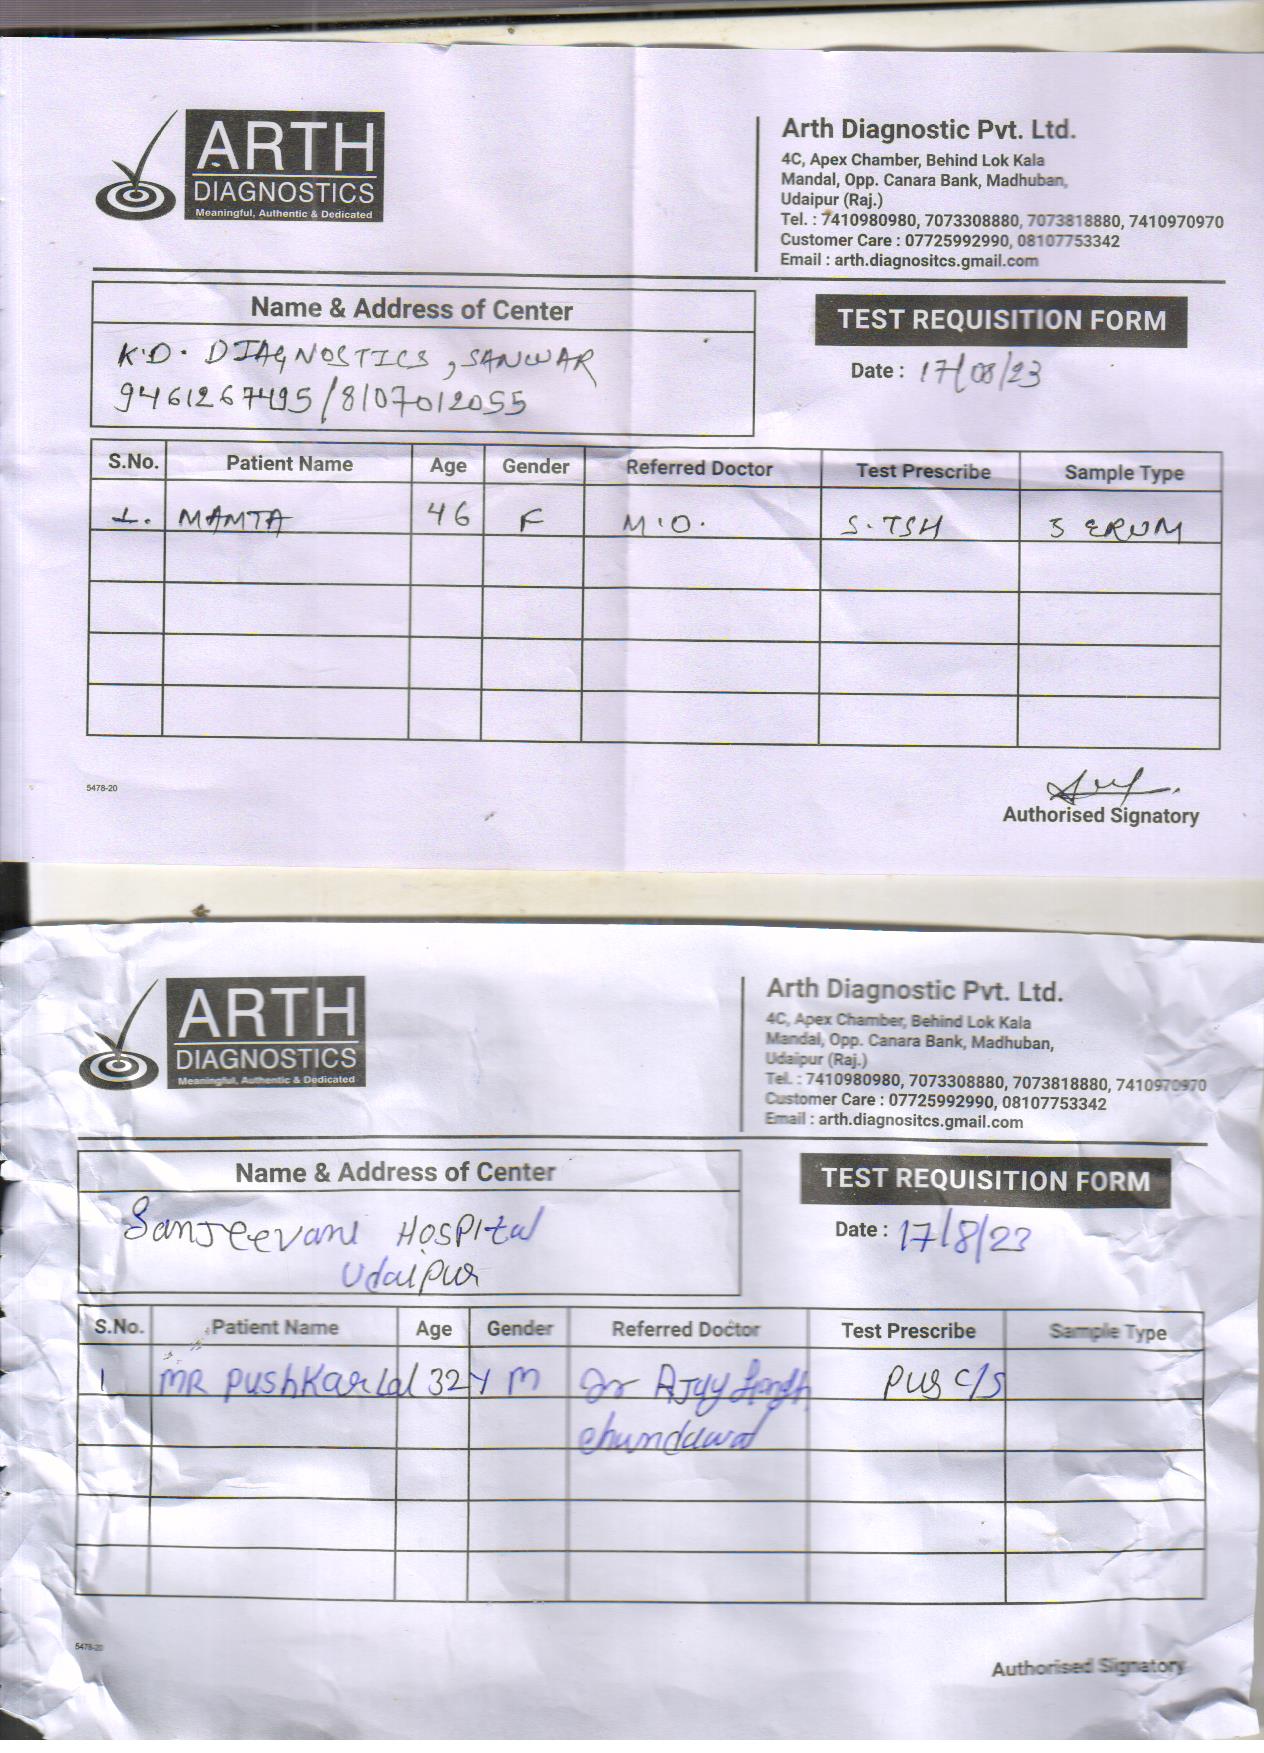 ARTH
DIAGNOSTICS
Meaningful, Authentic & Dedicated
Arth Diagnostic Pvt. Ltd.
4C, Apex Chamber, Behind Lok Kala
Mandal, Opp. Canara Bank, Madhuban,
Udaipur (Raj.)
Tel. : 7410980980, 7073308880, 7073818880, 7410970970
Customer Care : 07725992990, 08107753342
Email : arth.diagnositcs.gmail.com
Name & Address of Center
K.D. DIAGNOSTICS, SANWAR
9461267495/8107012055
TEST REQUISITION FORM
Date : 17/08/23
S.No. Patient Name Age Gender Referred Doctor Test Prescribe Sample Type
1. MAMTA 46 F M.O. S.TSH SERUM
5478-20
Authorised Signatory
ARTH
DIAGNOSTICS
Meaningful, Authentic & Dedicated
Arth Diagnostic Pvt. Ltd.
4C, Apex Chamber, Behind Lok Kala
Mandal, Opp. Canara Bank, Madhuban,
Udaipur (Raj.)
Tel. : 7410980980, 7073308880, 7073818880, 7410970970
Customer Care : 07725992990, 08107753342
Email : arth.diagnositcs.gmail.com
Name & Address of Center
Sanjeevani Hospital
Udaipur
TEST REQUISITION FORM
Date : 17/8/23
S.No. Patient Name Age Gender Referred Doctor Test Prescribe Sample Type
1 MR Pushkar Lal 32Y M Dr Ajay Singh Pus C/S
Chundawat
5478-20
Authorised Signatory